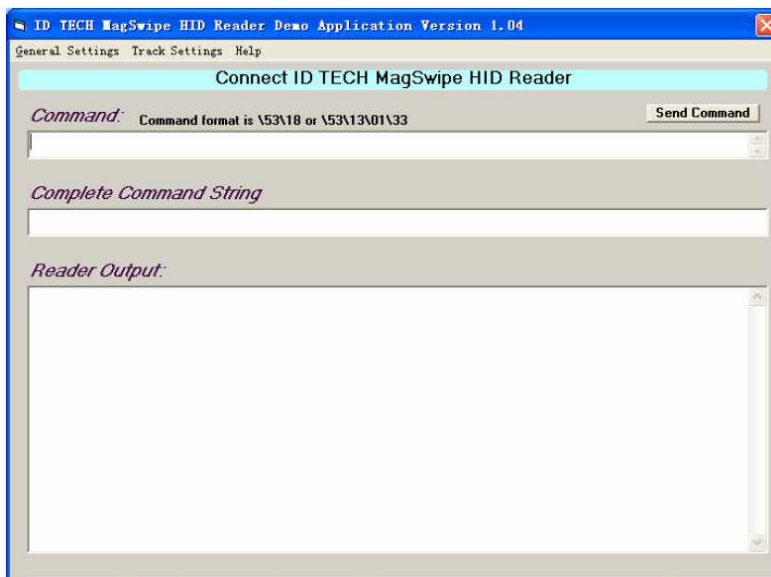 ID TECH MagSwipe HID Reader Demo Application Version 1.04
General Settings Track Settings Help
Connect ID TECH MagSwipe HID Reader
Command: Command format is \53\18 or \53\13\01\33 Send Command
Complete Command String
Reader Output: